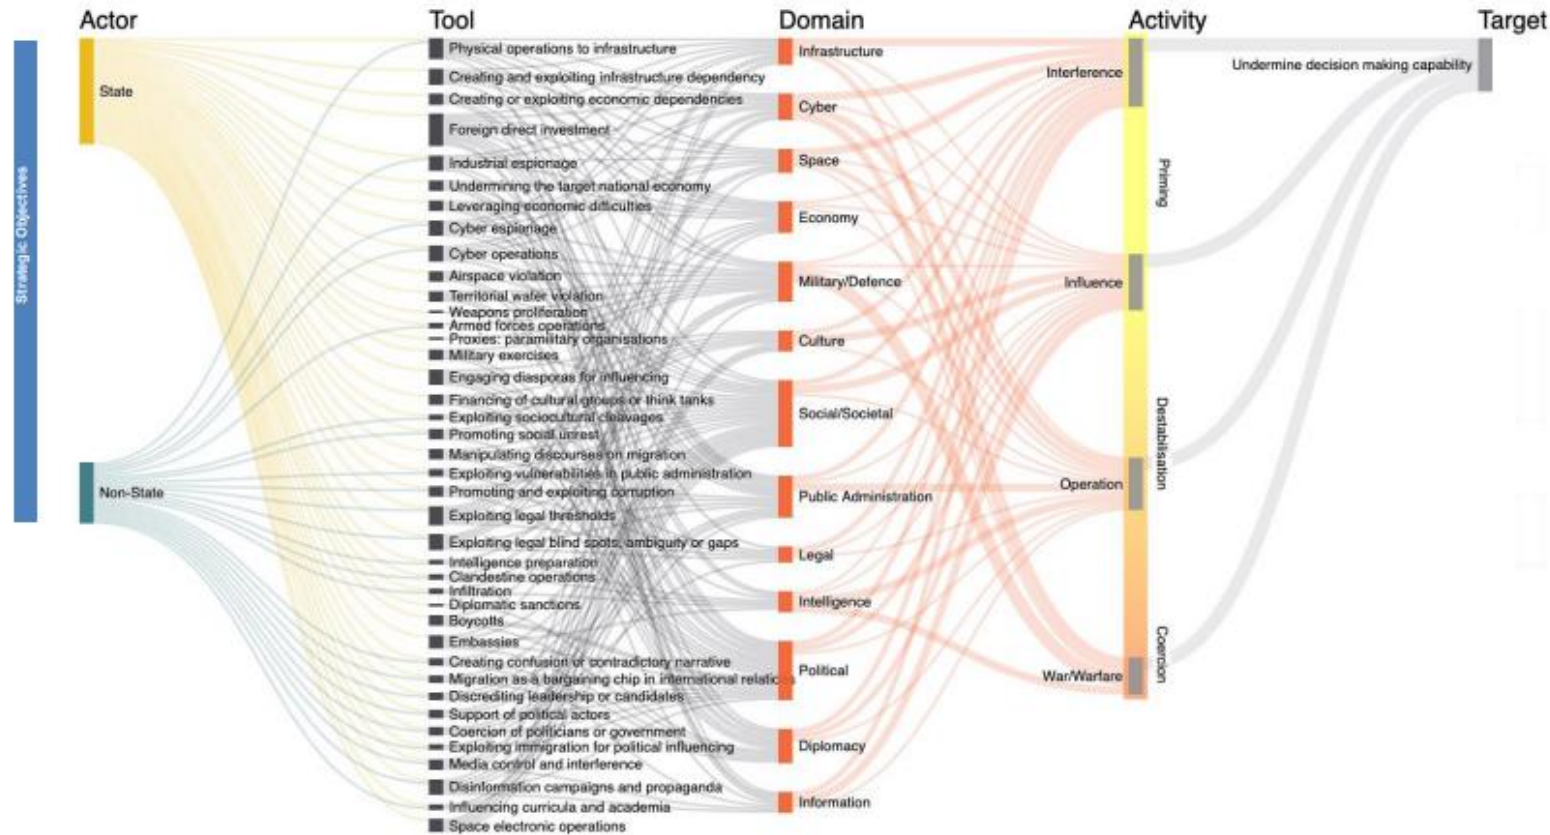 Actor
Tool
Domain
Activity
Target
Strategic Objectives
State
Non-State
Physical operations to infrastructure
Creating and exploiting infrastructure dependency
Creating or exploiting economic dependencies
Foreign direct investment
Industrial espionage
Undermining the target national economy
Leveraging economic difficulties
Cyber espionage
Cyber operations
Airspace violation
Territorial water violation
Weapons proliferation
Armed forces operations
Proxies: paramilitary organisations
Military exercises
Engaging diasporas for influencing
Financing of cultural groups or think tanks
Exploiting sociocultural cleavages
Promoting social unrest
Manipulating discourses on migration
Exploiting vulnerabilities in public administration
Promoting and exploiting corruption
Exploiting legal thresholds
Exploiting legal blind spots, ambiguity or gaps
Intelligence preparation
Clandestine operations
Infiltration
Diplomatic sanctions
Boycotts
Embassies
Creating confusion or contradictory narrative
Migration as a bargaining chip in international relations
Discrediting leadership or candidates
Support of political actors
Coercion of politicians or government
Exploiting immigration for political influencing
Media control and interference
Disinformation campaigns and propaganda
Influencing curricula and academia
Space electronic operations
Infrastructure
Cyber
Space
Economy
Military/Defence
Culture
Social/Societal
Public Administration
Legal
Intelligence
Political
Diplomacy
Information
Interference
Influence
Operation
War/Warfare
Priming
Destabilisation
Coercion
Undermine decision making capability